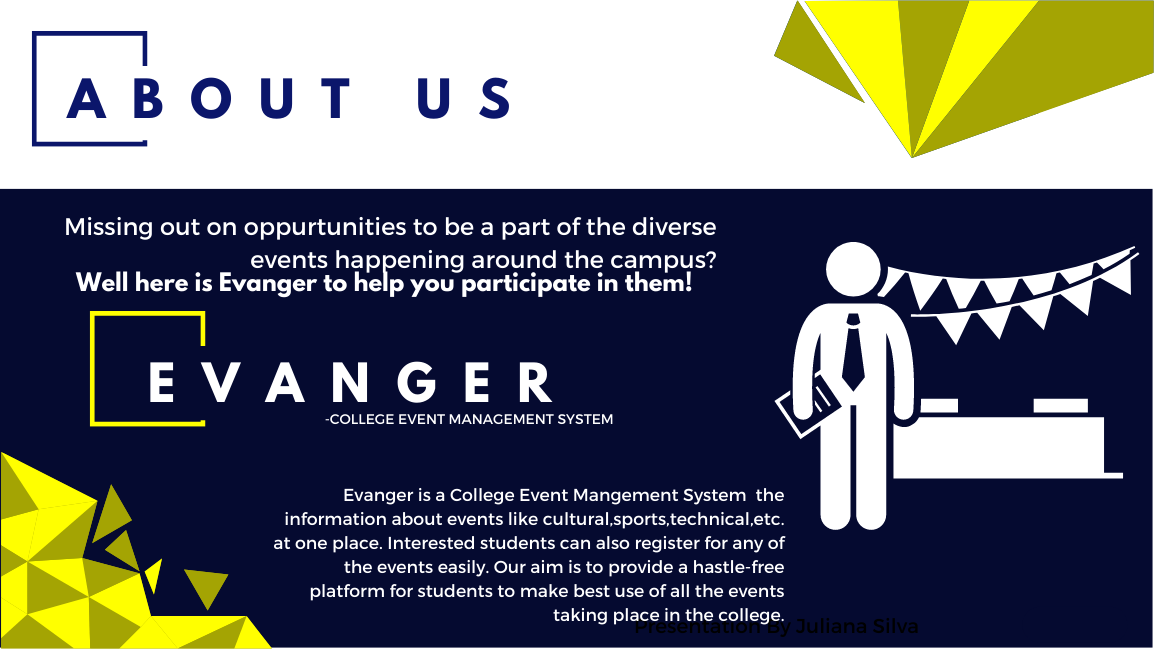 ABOUT US
Missing out on oppurtunities to be a part of the diverse
events happening around the campus?
Well here is Evanger to help you participate in them!
EVANGER
-COLLEGE EVENT MANAGEMENT SYSTEM
Evanger is a College Event Mangement System  the
information about events like cultural,sports,technical,etc.
at one place. Interested students can also register for any of
the events easily. Our aim is to provide a hastle-free
platform for students to make best use of all the events
taking place in the college.
Presentation By Juliana Silva